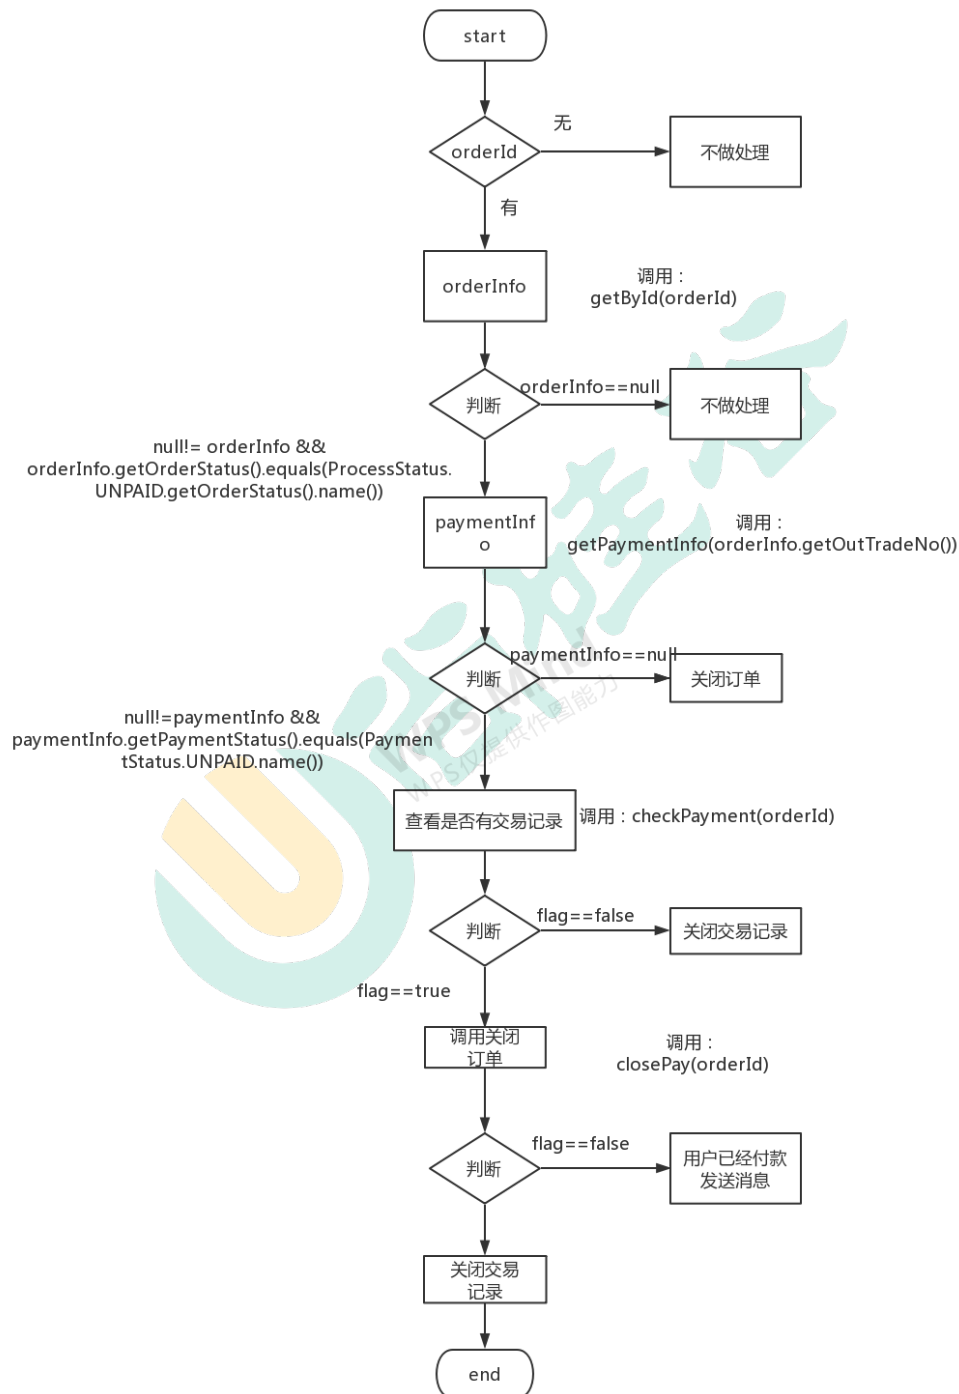 start
无
orderId
不做处理
有
orderInfo
调用：
getById(orderId)
orderInfo==null
判断
不做处理
null!= orderInfo &&
orderInfo.getOrderStatus().equals(ProcessStatus.
UNPAID.getOrderStatus().name())
paymentInf
o
调用：
getPaymentInfo(orderInfo.getOutTradeNo())
paymentInfo==null
判断
关闭订单
null!=paymentInfo &&
paymentInfo.getPaymentStatus().equals(Paymen
tStatus.UNPAID.name())
WPS Mind
WPS仅提供作图能力
查看是否有交易记录
调用：checkPayment(orderId)
flag==false
判断
关闭交易记录
flag==true
调用关闭
订单
调用：
closePay(orderId)
flag==false
判断
用户已经付款
发送消息
关闭交易
记录
end
尚硅谷